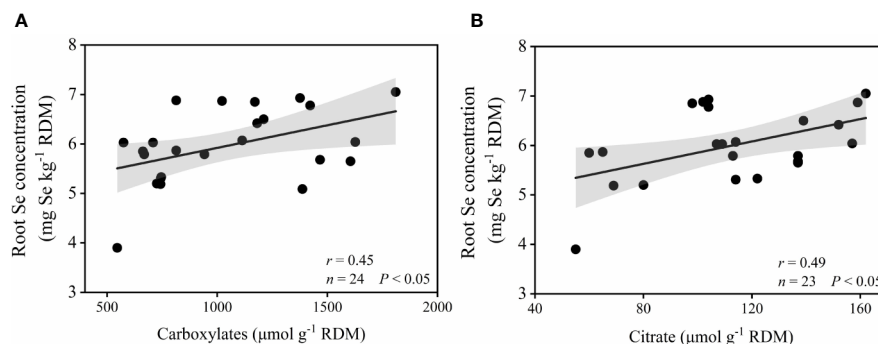 A
B
Root Se concentration
(mg Se kg⁻¹ RDM)
8
7
6
5
4
3
r = 0.45
n = 24 P < 0.05
500
1000
1500
2000
Carboxylates (μmol g⁻¹ RDM)
Root Se concentration
(mg Se kg⁻¹ RDM)
8
7
6
5
4
3
r = 0.49
n = 23 P < 0.05
40
80
120
160
Citrate (μmol g⁻¹ RDM)